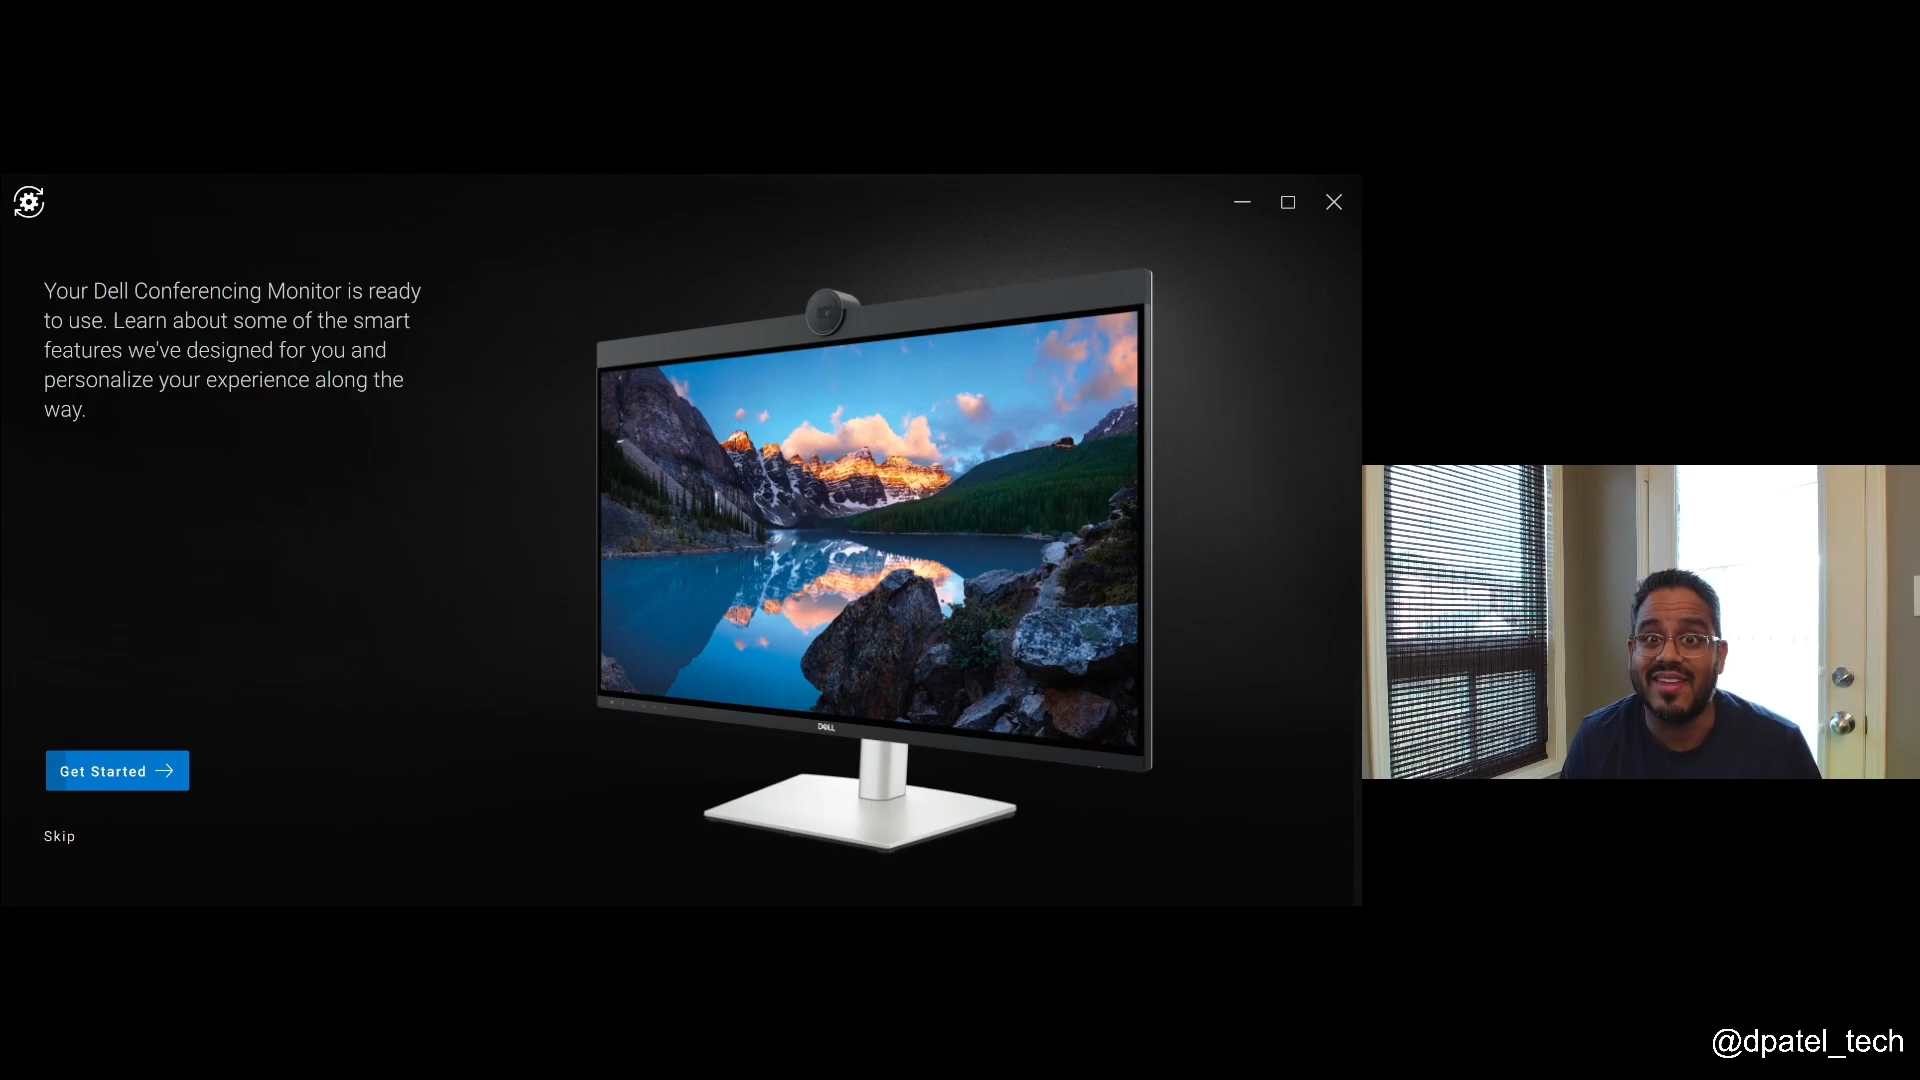 Your Dell Conferencing Monitor is ready
to use. Learn about some of the smart
features we've designed for you and
personalize your experience along the
way.
DELL
Get Started
Skip
@dpatel_tech